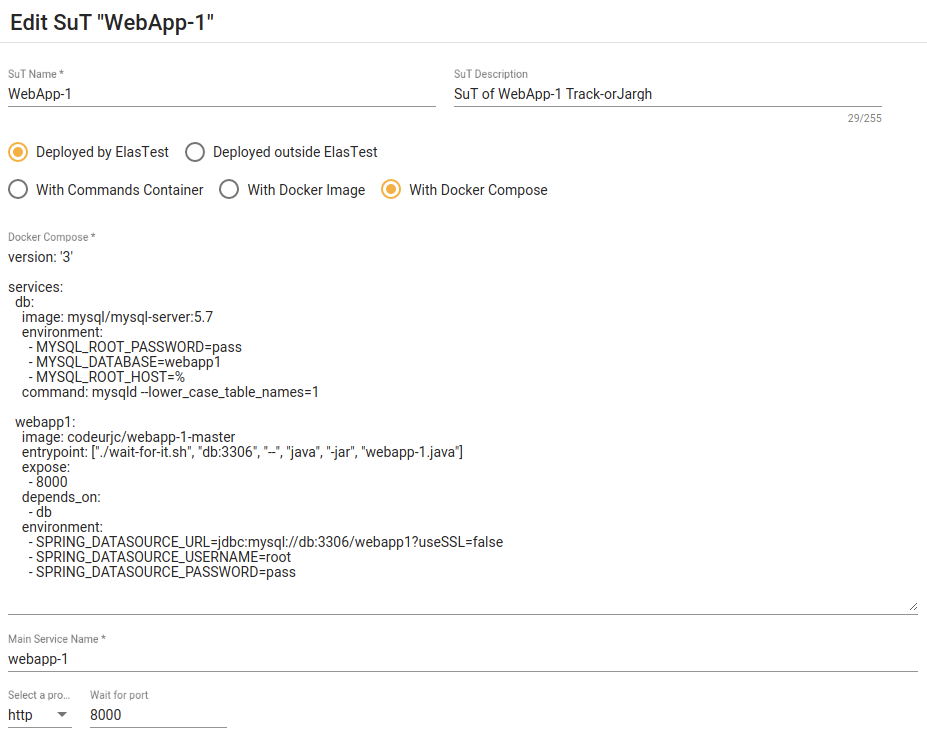 Edit SuT "WebApp-1"
SuT Name *
SuT Description
WebApp-1
SuT of WebApp-1 Track-orJargh
29/255
Deployed by ElasTest
Deployed outside ElasTest
With Commands Container
With Docker Image
With Docker Compose
Docker Compose *
version: '3'
services:
db:
image: mysql/mysql-server:5.7
environment:
- MYSQL_ROOT_PASSWORD=pass
- MYSQL_DATABASE=webapp1
- MYSQL_ROOT_HOST=%
command: mysqld --lower_case_table_names=1
webapp1:
image: codeurjc/webapp-1-master
entrypoint: ["./wait-for-it.sh", "db:3306", "--", "java", "-jar", "webapp-1.java"]
expose:
- 8000
depends_on:
- db
environment:
- SPRING_DATASOURCE_URL=jdbc:mysql://db:3306/webapp1?useSSL=false
- SPRING_DATASOURCE_USERNAME=root
- SPRING_DATASOURCE_PASSWORD=pass
Main Service Name *
webapp-1
Select a pro...
Wait for port
http
8000